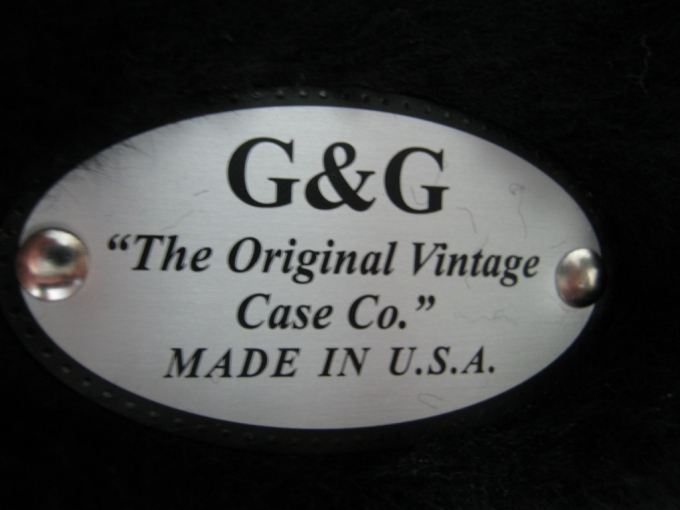 G&G
“The Original Vintage
Case Co.”
MADE IN U.S.A.